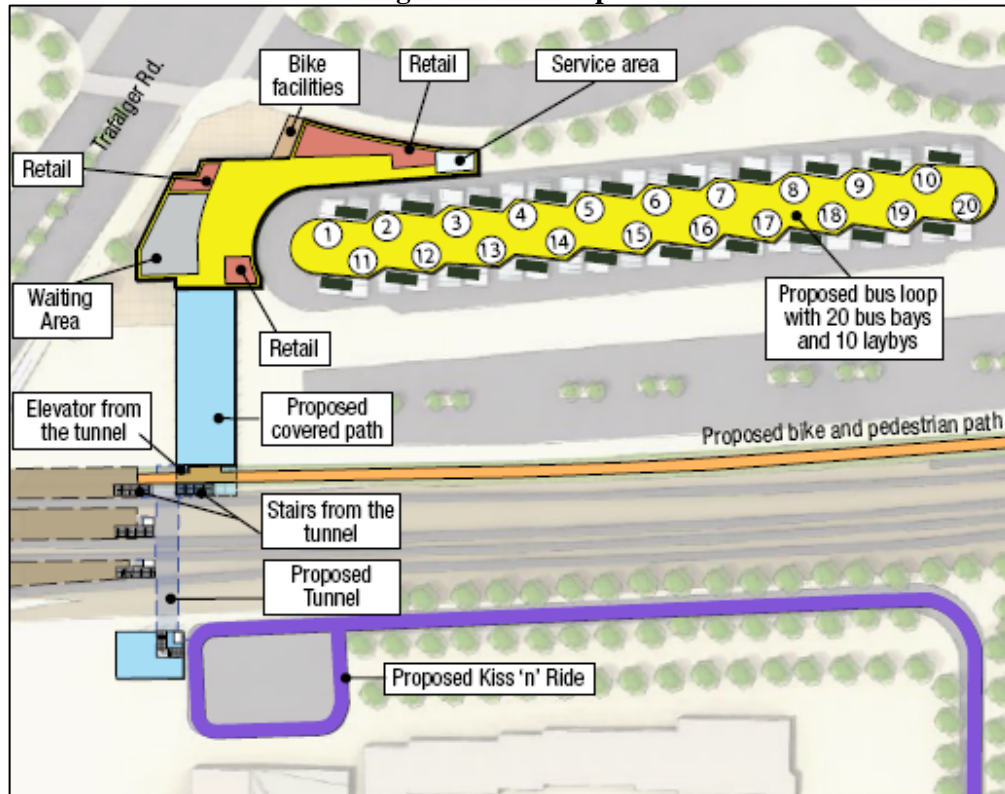 Trafalger Rd.
Bike
facilities
Retail
Service area
Retail
1
2
3
4
5
6
7
8
9
10
11
12
13
14
15
16
17
18
19
20
Waiting
Area
Retail
Proposed bus loop
with 20 bus bays
and 10 laybys
Elevator from
the tunnel
Proposed
covered path
Proposed bike and pedestrian path
Stairs from the
tunnel
Proposed
Tunnel
Proposed Kiss ‘n’ Ride